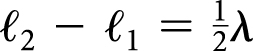 ℓ₂ − ℓ₁ = ½λ